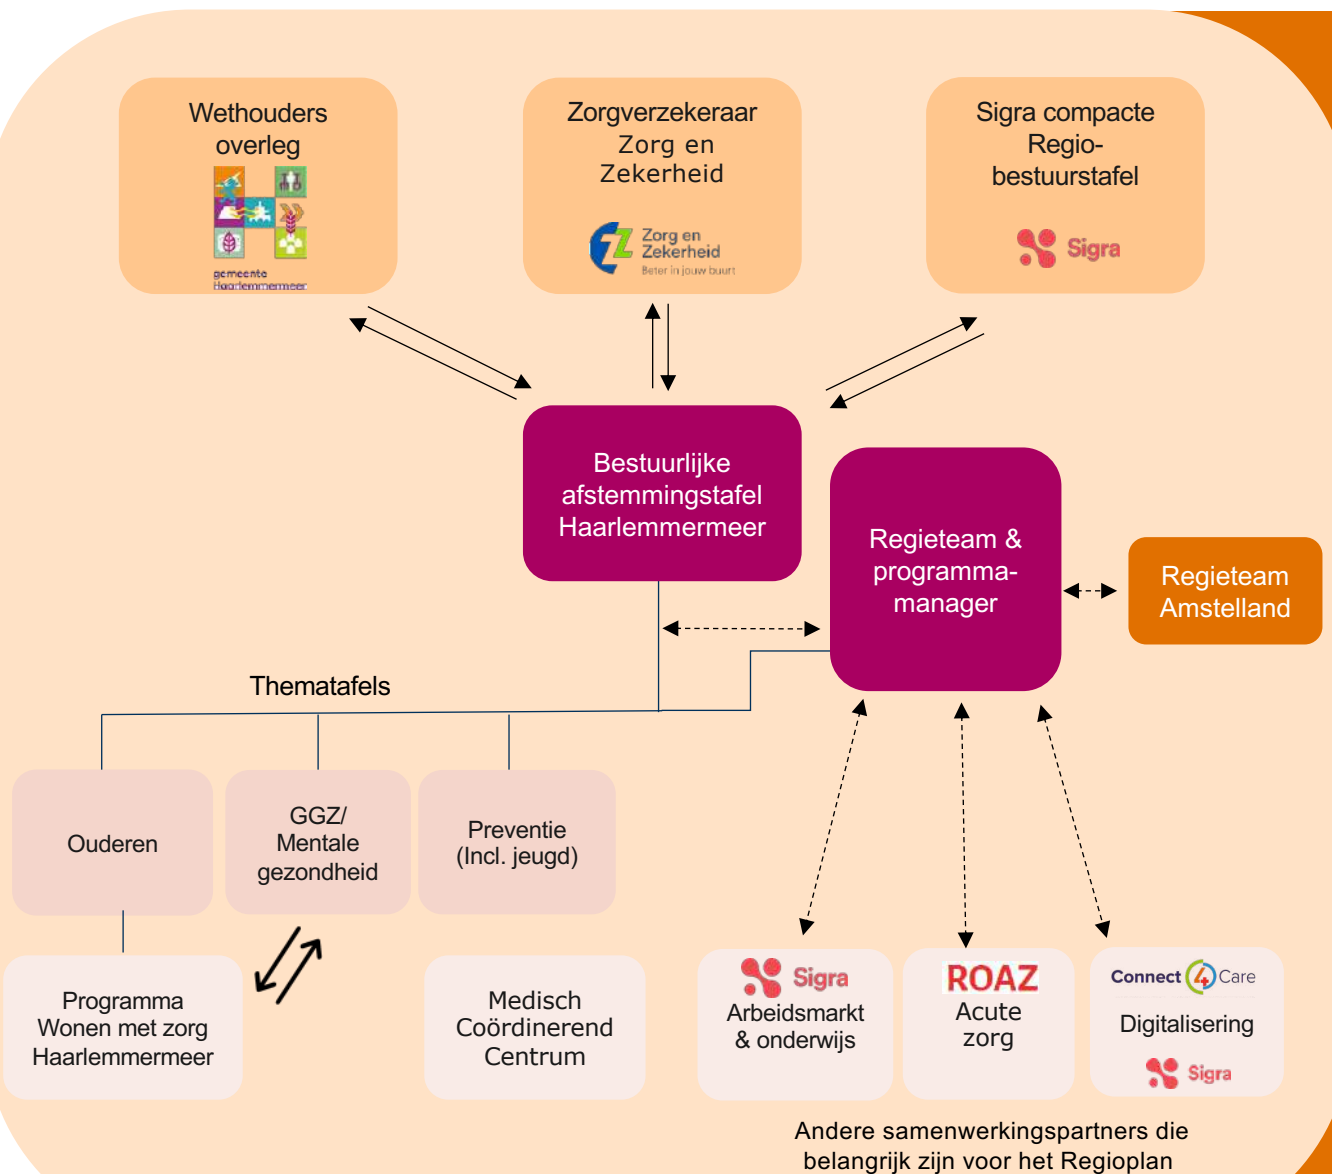 Wethouders
overleg
gemeente
Haarlemmermeer
Zorgverzekeraar
Zorg en
Zekerheid
Zorg en
Zekerheid
Beter in jouw buurt
Sigra compacte
Regio-
bestuurstafel
Sigra
Bestuurlijke
afstemmingstafel
Haarlemmermeer
Regieteam &
programma-
manager
Regieteam
Amstelland
Thematafels
Ouderen
GGZ/
Mentale
gezondheid
Preventie
(Incl. jeugd)
Programma
Wonen met zorg
Haarlemmermeer
Medisch
Coördinerend
Centrum
Sigra
Arbeidsmarkt
& onderwijs
ROAZ
Acute
zorg
Connect 4 Care
Digitalisering
Sigra
Andere samenwerkingspartners die
belangrijk zijn voor het Regioplan